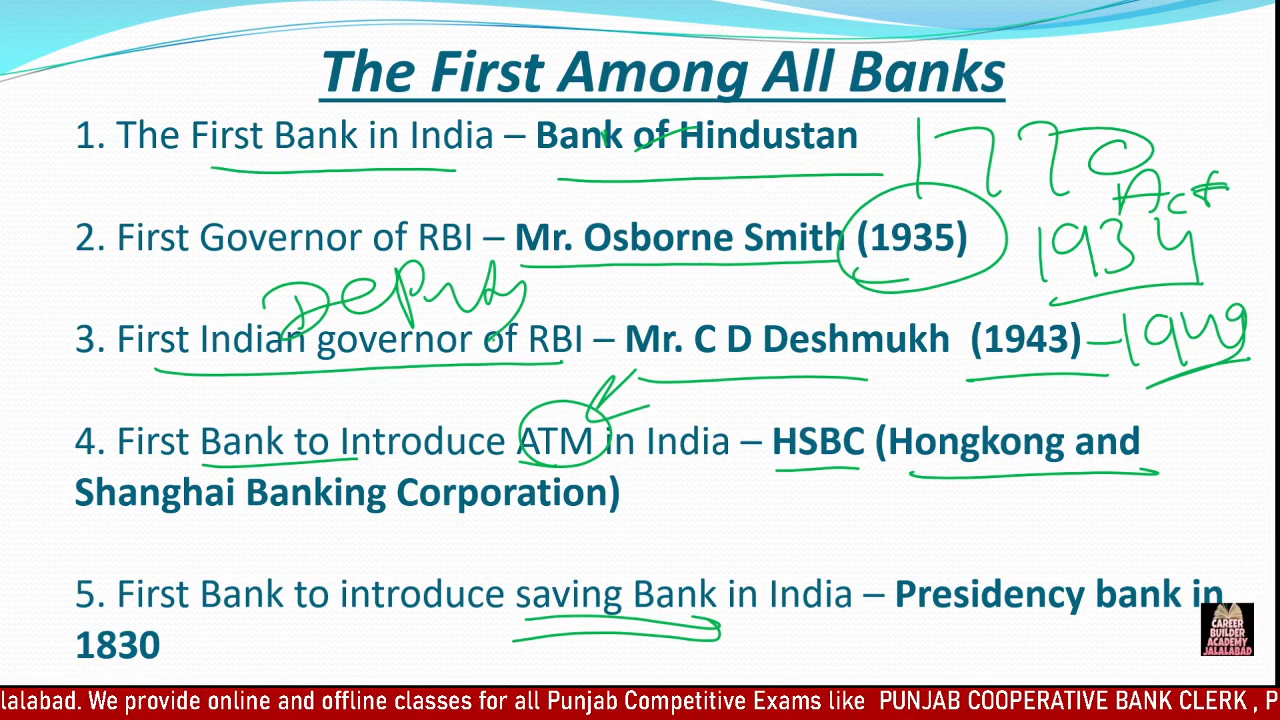 The First Among All Banks
1. The First Bank in India – Bank of Hindustan
1770
Act
2. First Governor of RBI – Mr. Osborne Smith (1935)
1934
Deputy
3. First Indian governor of RBI – Mr. C D Deshmukh (1943)
-1949
4. First Bank to Introduce ATM in India – HSBC (Hongkong and
Shanghai Banking Corporation)
5. First Bank to introduce saving Bank in India – Presidency bank in
1830
CAREER
BUILDER
ACADEMY
JALALABAD
lalabad. We provide online and offline classes for all Punjab Competitive Exams like PUNJAB COOPERATIVE BANK CLERK , P